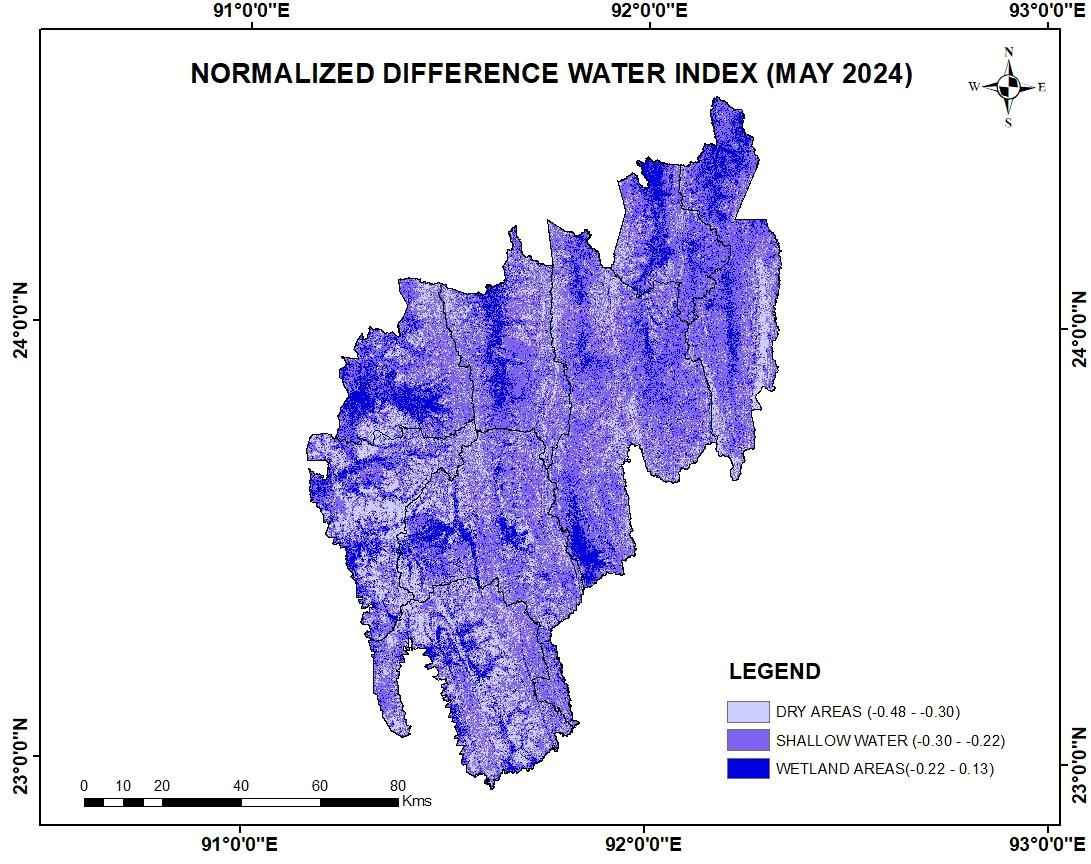 91°0'0"E 92°0'0"E 93°0'0"E
NORMALIZED DIFFERENCE WATER INDEX (MAY 2024)
N
W E
S
24°0'0"N 24°0'0"N
LEGEND
DRY AREAS (-0.48 - -0.30)
SHALLOW WATER (-0.30 - -0.22)
WETLAND AREAS(-0.22 - 0.13)
23°0'0"N 23°0'0"N
0 10 20 40 60 80
Kms
91°0'0"E 92°0'0"E 93°0'0"E